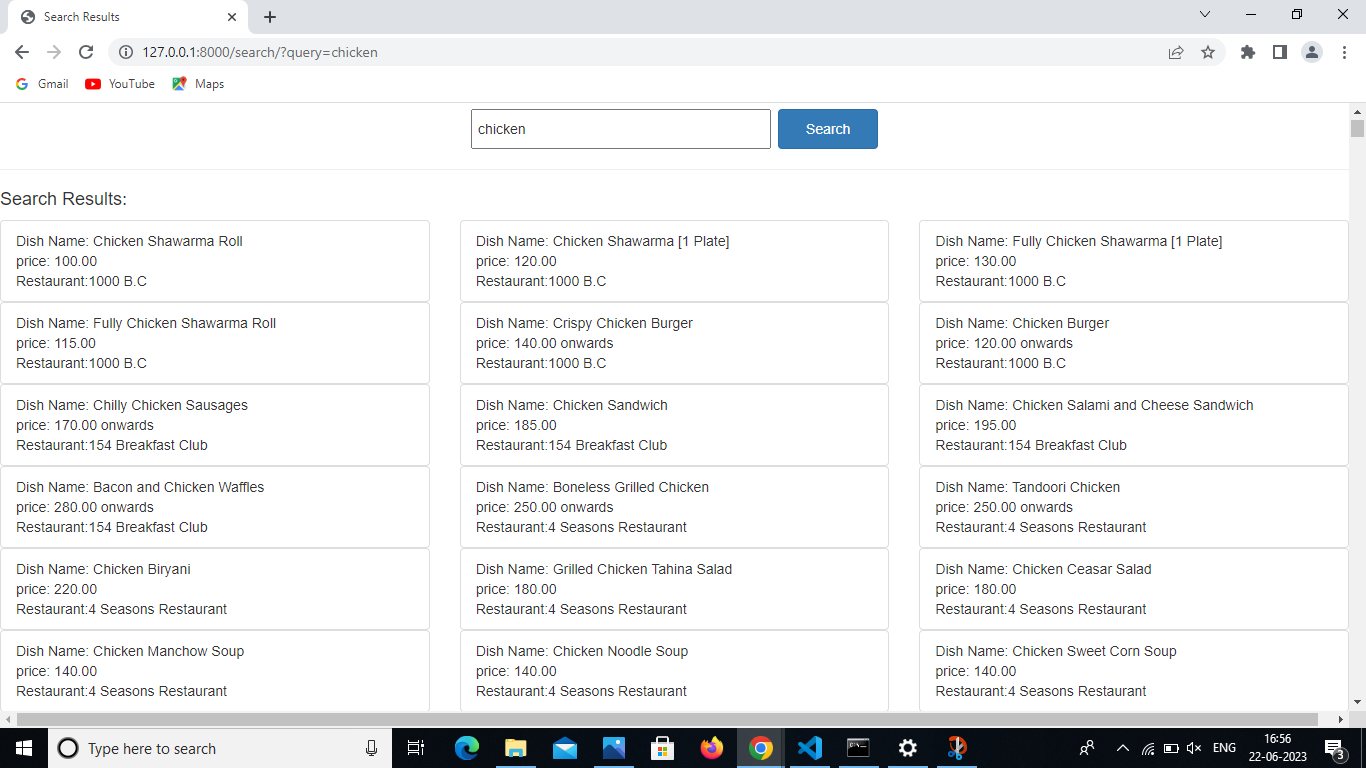 Search Results
127.0.0.1:8000/search/?query=chicken
Gmail YouTube Maps
chicken Search
Search Results:
Dish Name: Chicken Shawarma Roll
price: 100.00
Restaurant:1000 B.C
Dish Name: Chicken Shawarma [1 Plate]
price: 120.00
Restaurant:1000 B.C
Dish Name: Fully Chicken Shawarma [1 Plate]
price: 130.00
Restaurant:1000 B.C
Dish Name: Fully Chicken Shawarma Roll
price: 115.00
Restaurant:1000 B.C
Dish Name: Crispy Chicken Burger
price: 140.00 onwards
Restaurant:1000 B.C
Dish Name: Chicken Burger
price: 120.00 onwards
Restaurant:1000 B.C
Dish Name: Chilly Chicken Sausages
price: 170.00 onwards
Restaurant:154 Breakfast Club
Dish Name: Chicken Sandwich
price: 185.00
Restaurant:154 Breakfast Club
Dish Name: Chicken Salami and Cheese Sandwich
price: 195.00
Restaurant:154 Breakfast Club
Dish Name: Bacon and Chicken Waffles
price: 280.00 onwards
Restaurant:154 Breakfast Club
Dish Name: Boneless Grilled Chicken
price: 250.00 onwards
Restaurant:4 Seasons Restaurant
Dish Name: Tandoori Chicken
price: 250.00 onwards
Restaurant:4 Seasons Restaurant
Dish Name: Chicken Biryani
price: 220.00
Restaurant:4 Seasons Restaurant
Dish Name: Grilled Chicken Tahina Salad
price: 180.00
Restaurant:4 Seasons Restaurant
Dish Name: Chicken Ceasar Salad
price: 180.00
Restaurant:4 Seasons Restaurant
Dish Name: Chicken Manchow Soup
price: 140.00
Restaurant:4 Seasons Restaurant
Dish Name: Chicken Noodle Soup
price: 140.00
Restaurant:4 Seasons Restaurant
Dish Name: Chicken Sweet Corn Soup
price: 140.00
Restaurant:4 Seasons Restaurant
Type here to search
ENG
16:56
22-06-2023
3